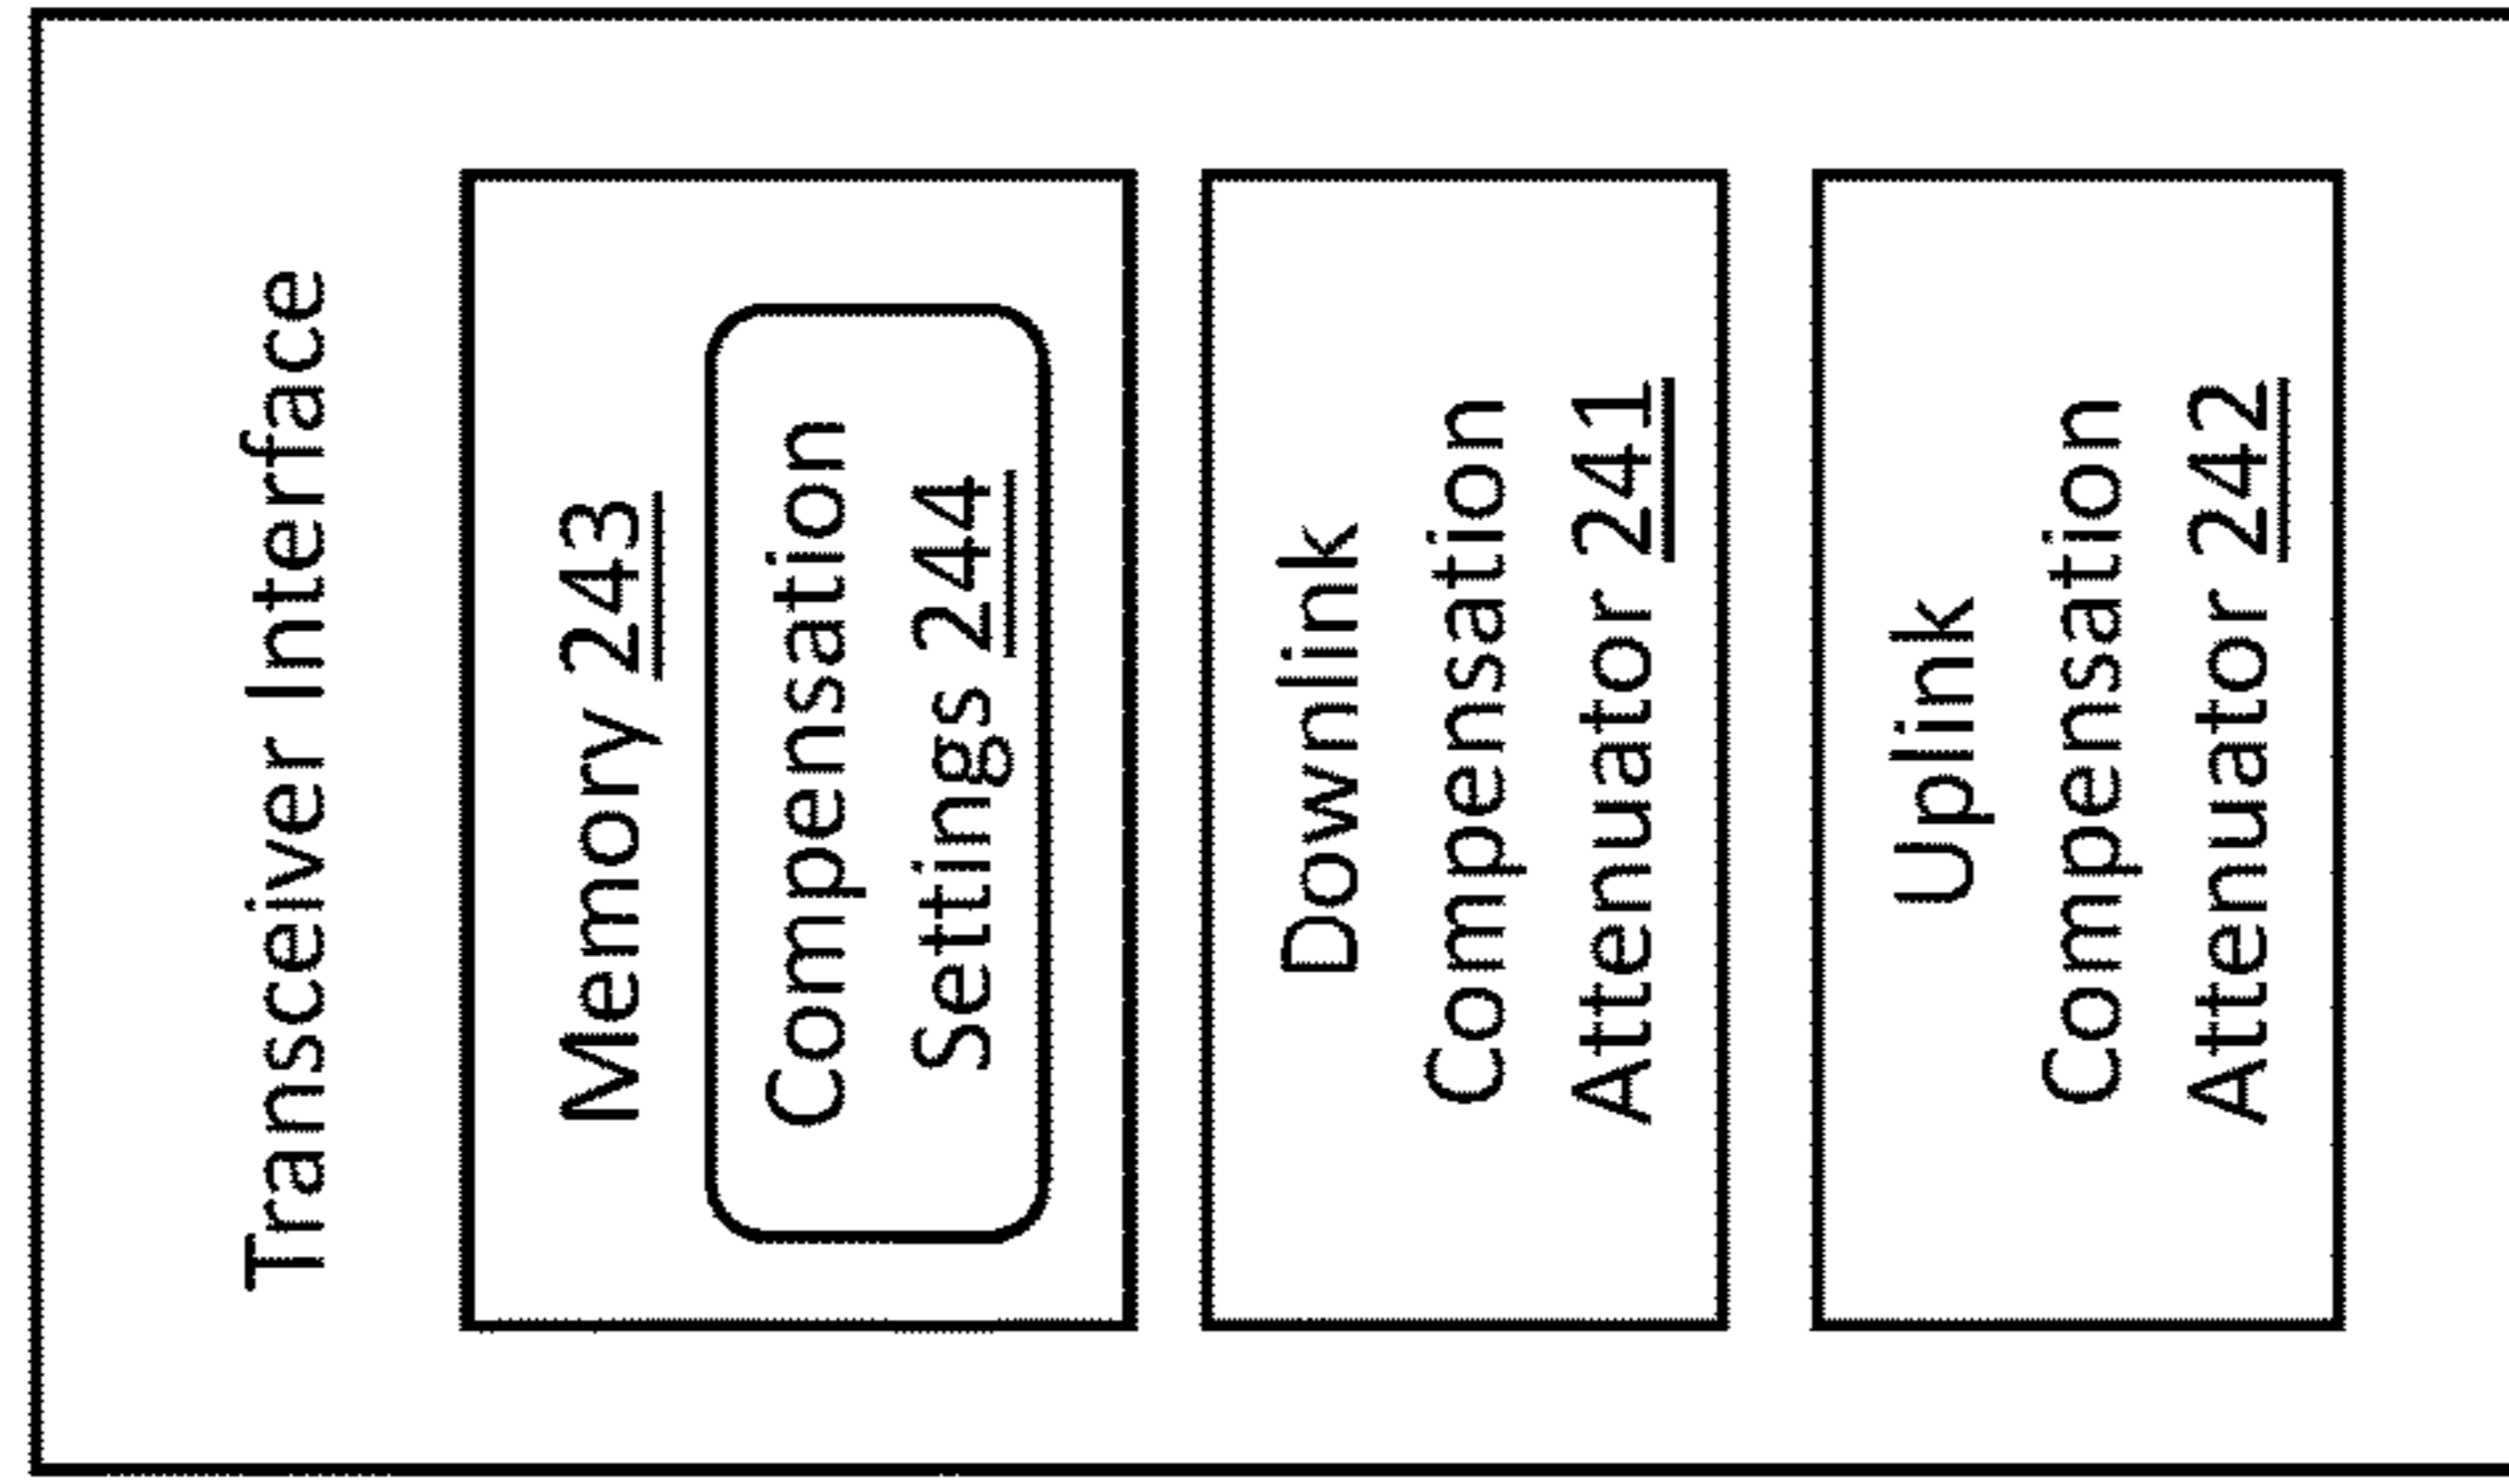 Transceiver Interface
Memory 243
Compensation
Settings 244
Downlink
Compensation
Attenuator 241
Uplink
Compensation
Attenuator 242